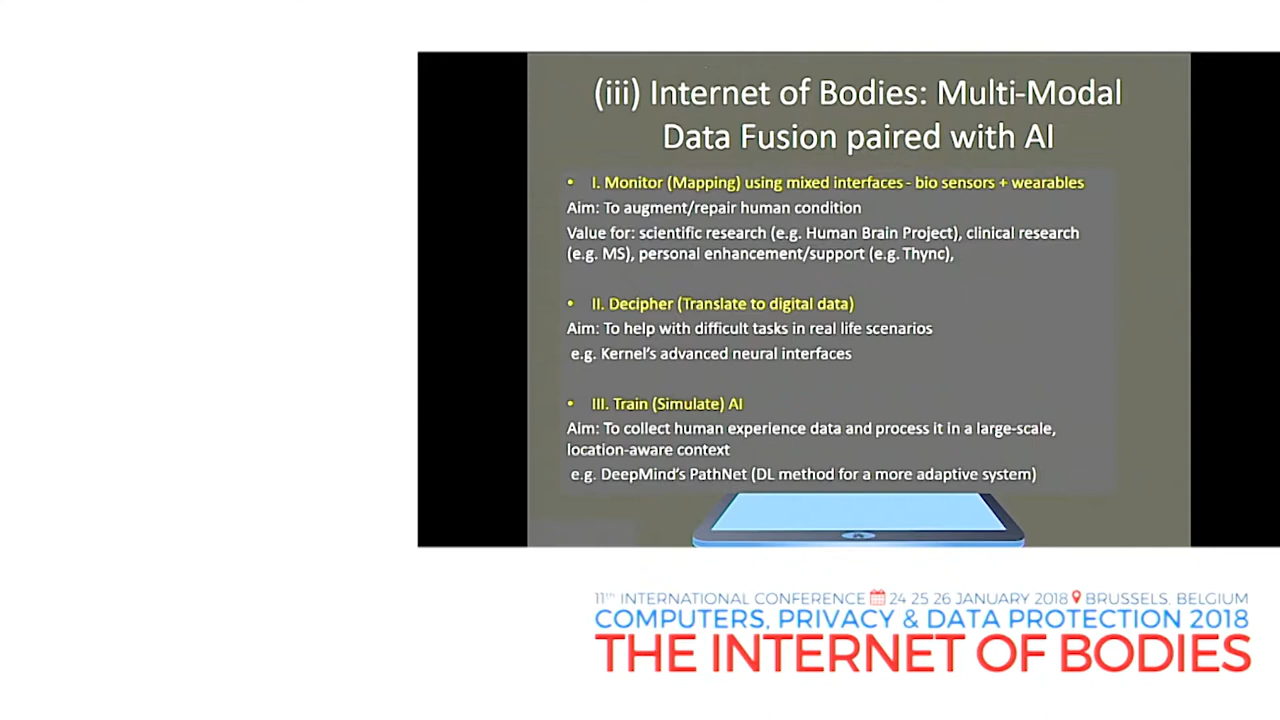 (iii) Internet of Bodies: Multi-Modal
Data Fusion paired with AI
• I. Monitor (Mapping) using mixed interfaces - bio sensors + wearables
Aim: To augment/repair human condition
Value for: scientific research (e.g. Human Brain Project), clinical research
(e.g. MS), personal enhancement/support (e.g. Thync),
• II. Decipher (Translate to digital data)
Aim: To help with difficult tasks in real life scenarios
e.g. Kernel's advanced neural interfaces
• III. Train (Simulate) AI
Aim: To collect human experience data and process it in a large-scale,
location-aware context
e.g. DeepMind's PathNet (DL method for a more adaptive system)
11TH INTERNATIONAL CONFERENCE 24 25 26 JANUARY 2018 BRUSSELS, BELGIUM
COMPUTERS, PRIVACY & DATA PROTECTION 2018
THE INTERNET OF BODIES